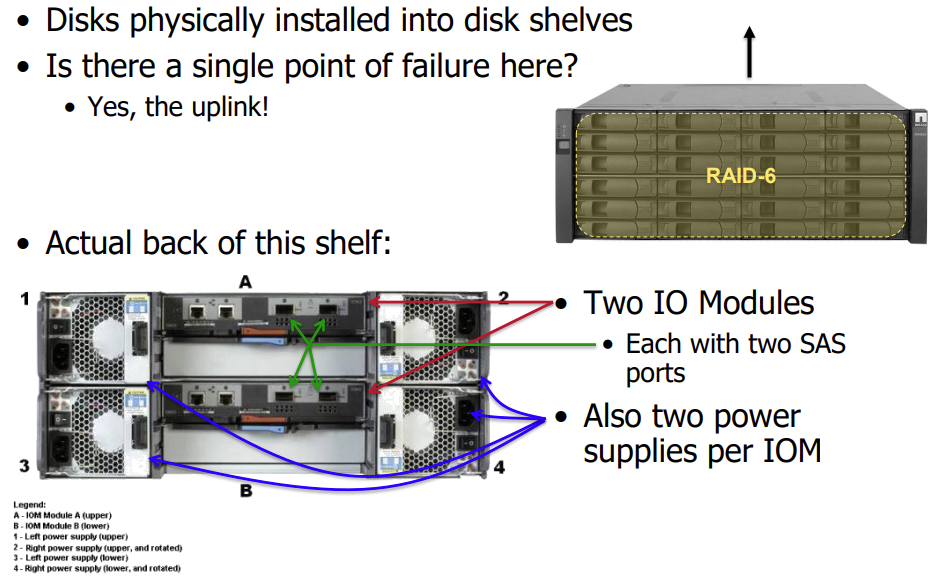 • Disks physically installed into disk shelves
• Is there a single point of failure here?
• Yes, the uplink!
RAID-6
• Actual back of this shelf:
A
1
2
3
4
B
• Two IO Modules
• Each with two SAS
ports
• Also two power
supplies per IOM
Legend:
A - IOM Module A (upper)
B - IOM Module B (lower)
1 - Left power supply (upper)
2 - Right power supply (upper, and rotated)
3 - Left power supply (lower)
4 - Right power supply (lower, and rotated)